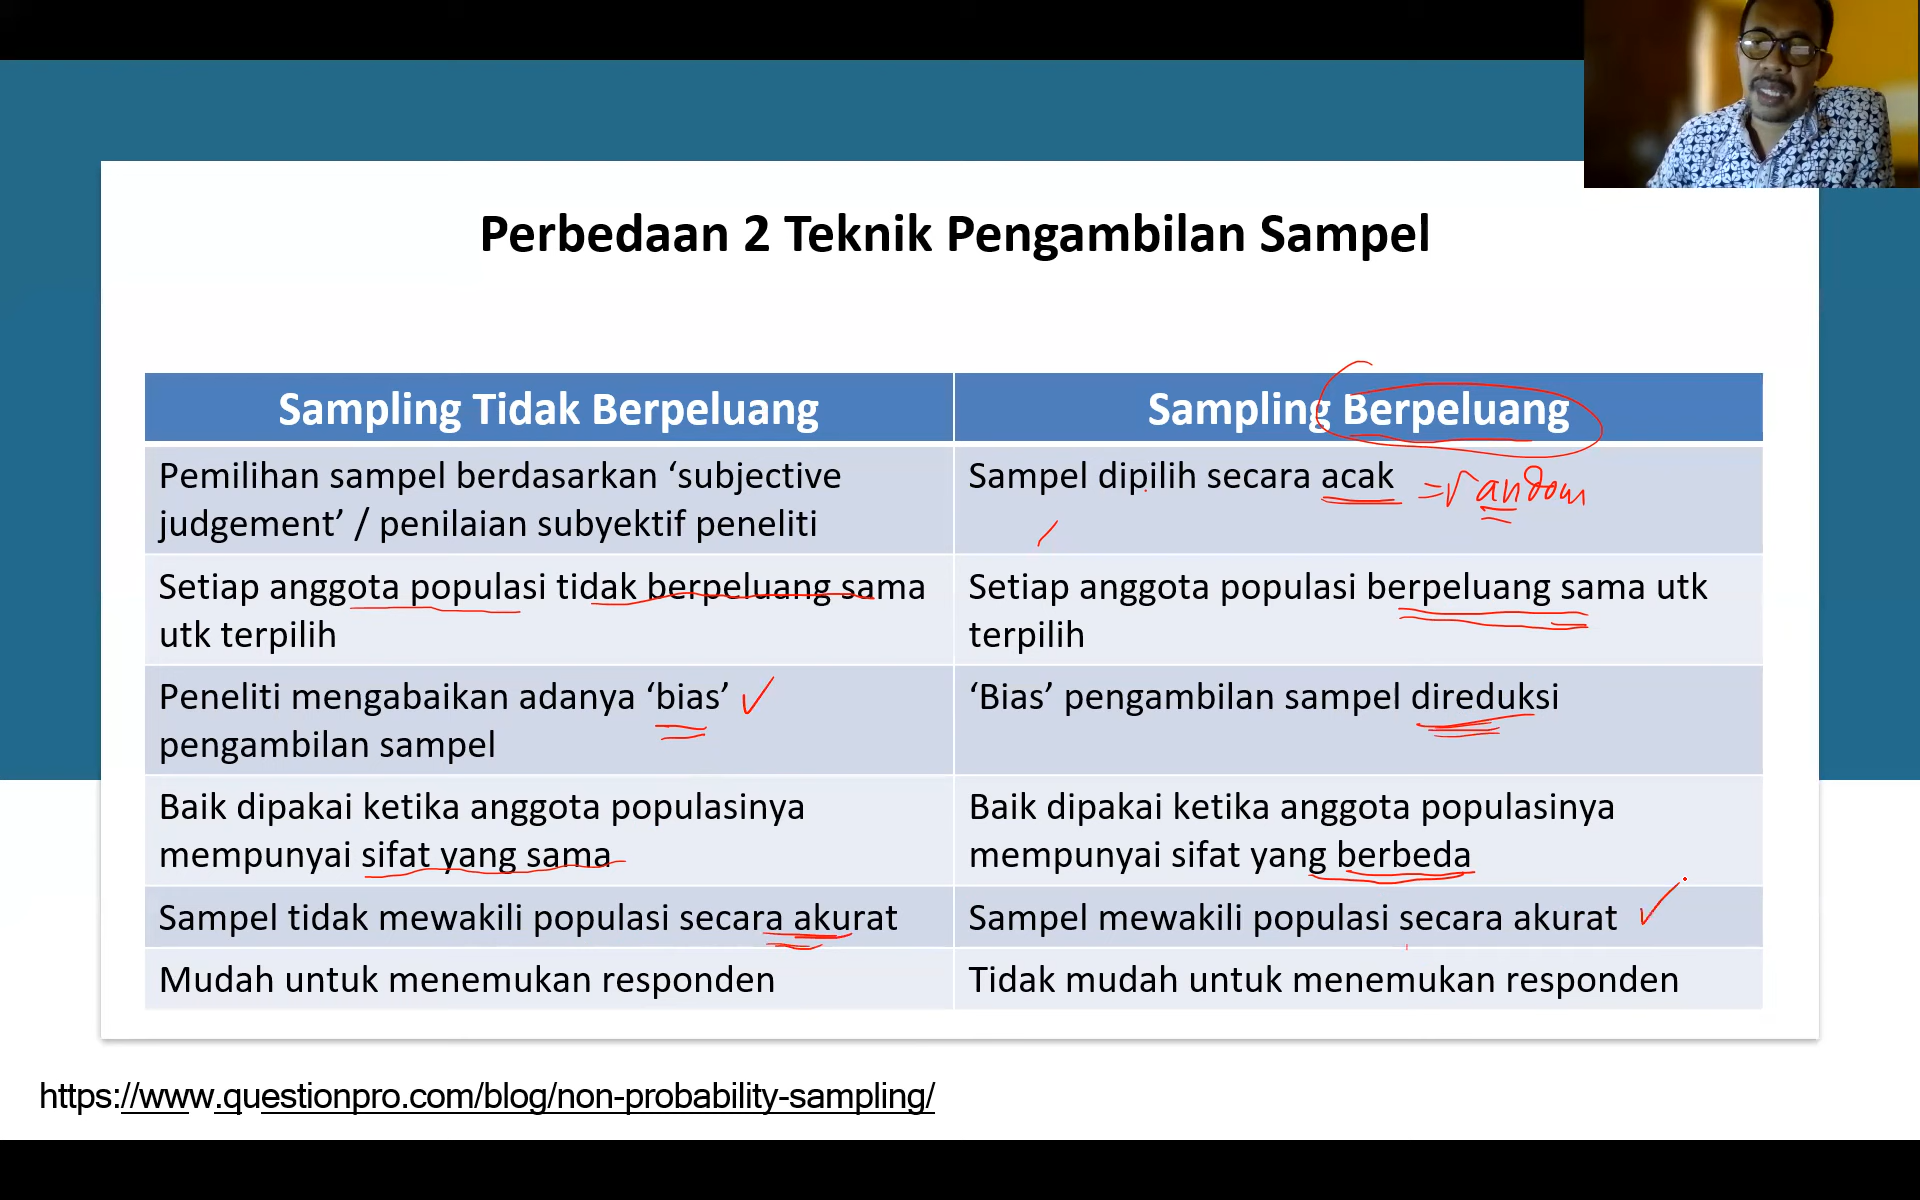 Perbedaan 2 Teknik Pengambilan Sampel
Sampling Tidak Berpeluang
Sampling Berpeluang
Pemilihan sampel berdasarkan ‘subjective
judgement’ / penilaian subyektif peneliti
Sampel dipilih secara acak
=random
Setiap anggota populasi tidak berpeluang sama
utk terpilih
Setiap anggota populasi berpeluang sama utk
terpilih
Peneliti mengabaikan adanya ‘bias’
pengambilan sampel
‘Bias’ pengambilan sampel direduksi
Baik dipakai ketika anggota populasinya
mempunyai sifat yang sama
Baik dipakai ketika anggota populasinya
mempunyai sifat yang berbeda
Sampel tidak mewakili populasi secara akurat
Sampel mewakili populasi secara akurat
Mudah untuk menemukan responden
Tidak mudah untuk menemukan responden
https://www.questionpro.com/blog/non-probability-sampling/